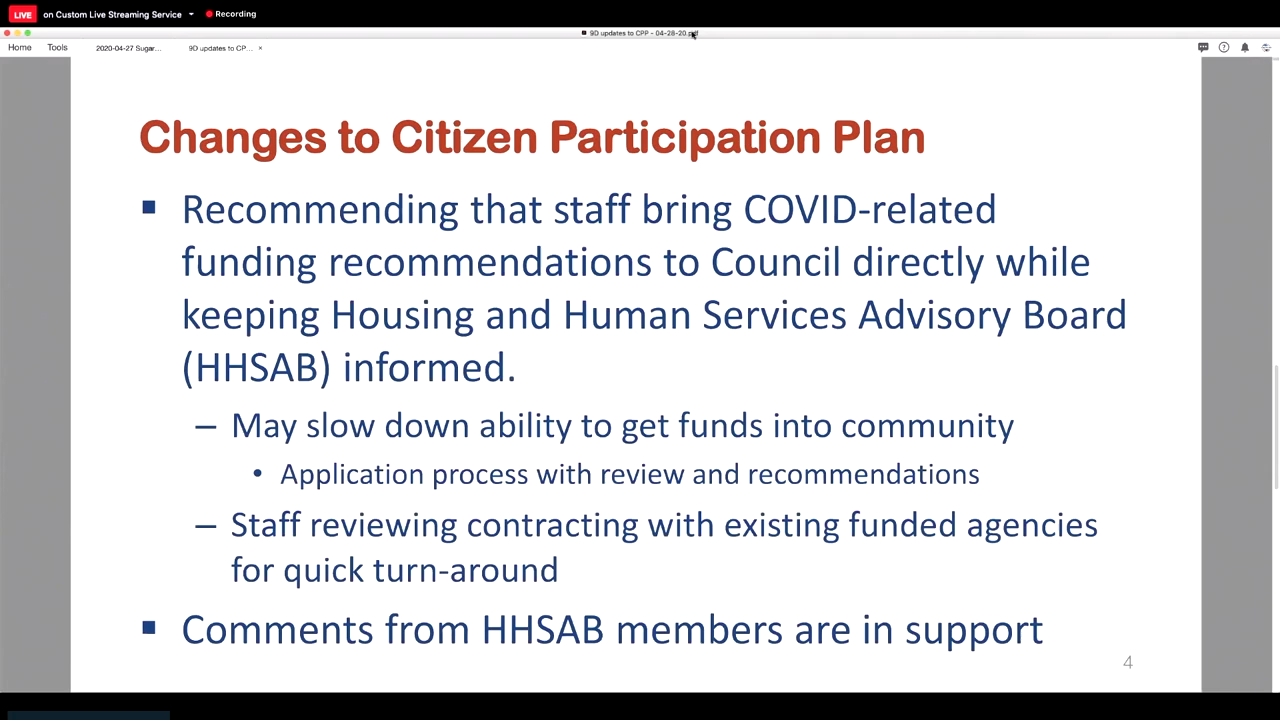 LIVE on Custom Live Streaming Service Recording
9D updates to CPP - 04-28-20.pdf
Home Tools 2020-04-27 Sugar... 9D updates to CP... ×
Changes to Citizen Participation Plan
▪ Recommending that staff bring COVID-related
funding recommendations to Council directly while
keeping Housing and Human Services Advisory Board
(HHSAB) informed.
– May slow down ability to get funds into community
• Application process with review and recommendations
– Staff reviewing contracting with existing funded agencies
for quick turn-around
▪ Comments from HHSAB members are in support
4